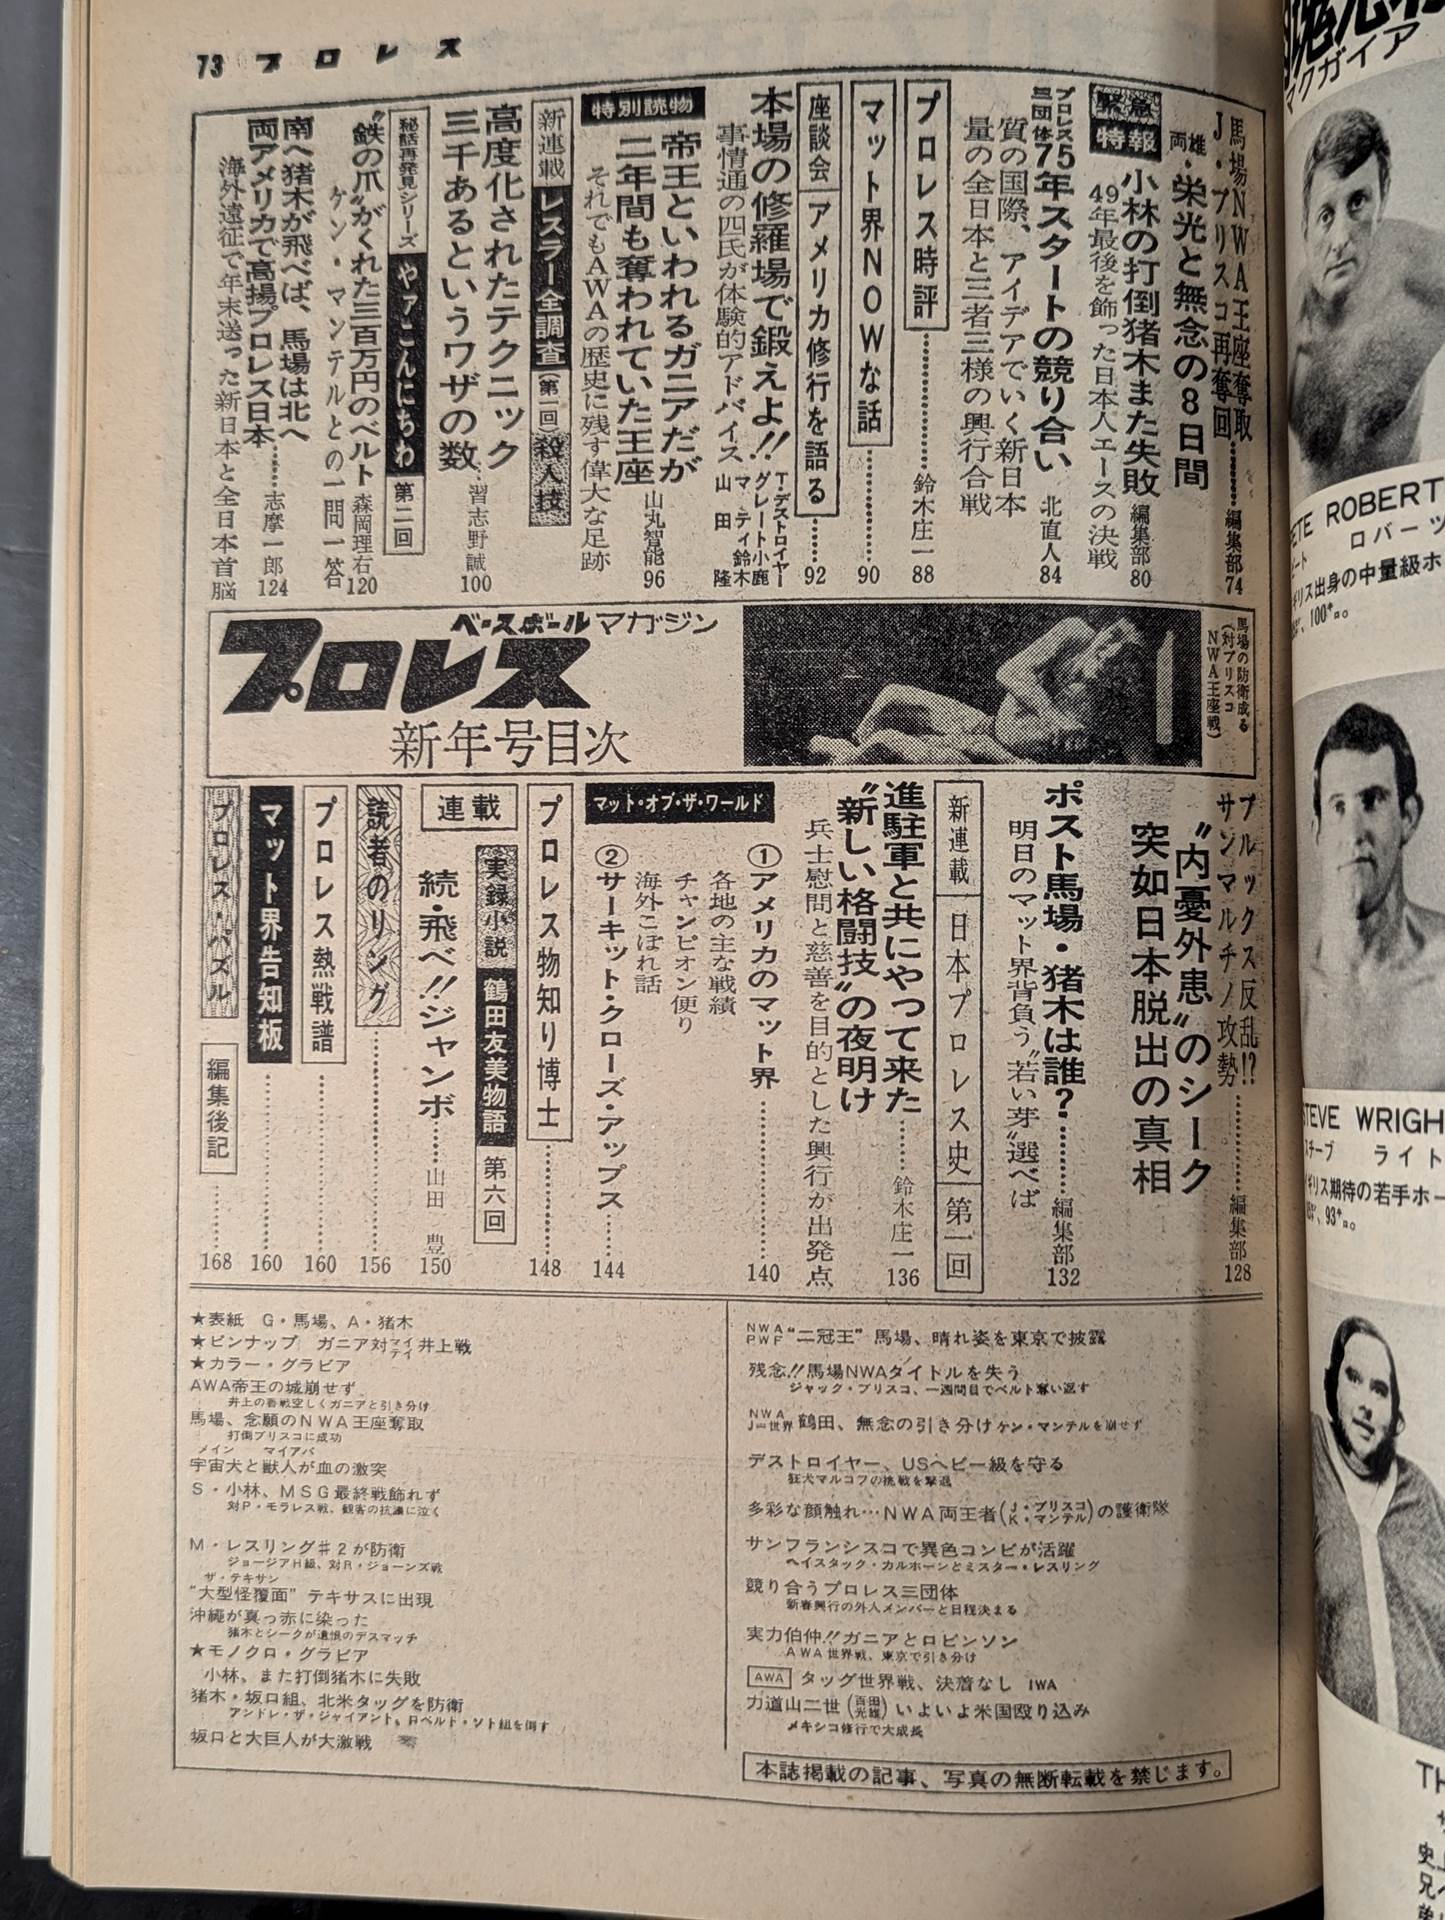 73 プロレス
馬場NWA王座奪取
J・ブリスコ再奪回
両雄・栄光と無念の8日間
編集部74
緊急特報
小林の打倒猪木また失敗
編集部80
49年最後を飾った日本人エースの決戦
プロレス三団体
75年スタートの競り合い
北直人84
質の国際、アイデアでいく新日本
量の全日本と三者三様の興行合戦
プロレス時評
鈴木庄一88
マット界NOWな話
90
座談会 アメリカ修行を語る
92
本場の修羅場で鍛えよ!!
T・デストロイヤー
グレート小鹿
マティ鈴木
山田隆
事情通の四氏が体験的アドバイス
特別読物
帝王といわれるガニアだが
二年間も奪われていた王座
山丸智能96
それでもAWAの歴史に残す偉大な足跡
新連載 レスラー全調査(第一回)殺人技
高度化されたテクニック
三千あるというワザの数
習志野誠100
秘話再発見シリーズ やァこんにちわ 第二回
"鉄の爪"がくれた三百万円のベルト
森岡理右120
ケン・マンテルとの一問一答
南へ猪木が飛べば、馬場は北へ
両アメリカで高揚プロレス日本
志摩一郎124
海外遠征で年末送った新日本と全日本首脳
ベースボールマガジン
プロレス
新年号目次
馬場の防衛成る
(対ブリスコ
NWA王座戦)
ブルックス反乱!?
サンマルチノ攻勢
"内憂外患"のシーク
突如日本脱出の真相
編集部128
ポスト馬場・猪木は誰?
編集部132
明日のマット界背負う"若い芽"選べば
新連載 日本プロレス史 第一回
進駐軍と共にやって来た
"新しい格闘技"の夜明け
鈴木庄一136
兵士慰問と慈善を目的とした興行が出発点
マット・オブ・ザ・ワールド
①アメリカのマット界
140
各地の主な戦績
チャンピオン便り
海外こぼれ話
②サーキット・クローズ・アップス
144
プロレス物知り博士
148
連載
実録小説 鶴田友美物語 第六回
続・飛べ!!ジャンボ
山田豊150
読者のリング
156
プロレス熱戦譜
160
マット界告知板
160
プロレス・パズル
編集後記
168
★表紙 G・馬場、A・猪木
★ピンナップ ガニア対マイティ井上戦
★カラー・グラビア
AWA帝王の城崩せず
井上の善戦空しくガニアと引き分け
馬場、念願のNWA王座奪取
打倒ブリスコに成功
メイン マイアバ
宇宙犬と獣人が血の激突
S・小林、MSG最終戦飾れず
対P・モラレス戦、観客の抗議に泣く
M・レスリング♯2が防衛
ジョージアH級、対R・ジョーンズ戦
ザ・テキサン
"大型怪覆面" テキサスに出現
沖縄が真っ赤に染った
猪木とシークが遺恨のデスマッチ
★モノクロ・グラビア
小林、また打倒猪木に失敗
猪木・坂口組、北米タッグを防衛
アンドレ・ザ・ジャイアント、ロベルト・ソト組を倒す
坂口と大巨人が大激戦
NWA
PWF "二冠王" 馬場、晴れ姿を東京で披露
残念!!馬場NWAタイトルを失う
ジャック・ブリスコ、一週間目でベルト奪い返す
NWA
J=世界 鶴田、無念の引き分けケン・マンテルを崩せず
デストロイヤー、USヘビー級を守る
狂犬マルコフの挑戦を撃退
多彩な顔触れ…NWA両王者(J・ブリスコ K・マンテル)の護衛隊
サンフランシスコで異色コンビが活躍
ヘイスタック・カルホーンとミスター・レスリング
競り合うプロレス三団体
新春興行の外人メンバーと日程決まる
実力伯仲!!ガニアとロビンソン
AWA世界戦、東京で引き分け
AWA タッグ世界戦、決着なし IWA
力道山二世(百田光雄)いよいよ米国殴り込み
メキシコ修行で大成長
本誌掲載の記事、写真の無断転載を禁じます。
マクガイア
ETE ROBERT
ート ロバーツ
ギリス出身の中量級ホ
100㌔。
STEVE WRIGH
スチーブ ライト
ギリス期待の若手ホー
93㌔。
TH
史
兄